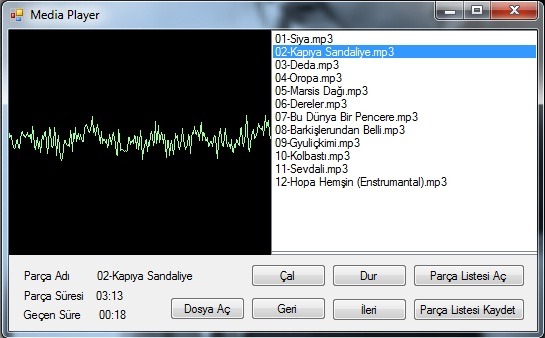 Media Player
01-Siya.mp3
02-Kapıya Sandaliye.mp3
03-Deda.mp3
04-Oropa.mp3
05-Marsis Dağı.mp3
06-Dereler.mp3
07-Bu Dünya Bir Pencere.mp3
08-Barkişlerundan Belli.mp3
09-Gyuliçkimi.mp3
10-Kolbastı.mp3
11-Sevdali.mp3
12-Hopa Hemşin (Enstrumantal).mp3
Parça Adı 02-Kapıya Sandaliye Çal Dur Parça Listesi Aç
Parça Süresi 03:13
Geçen Süre 00:18 Dosya Aç Geri İleri Parça Listesi Kaydet